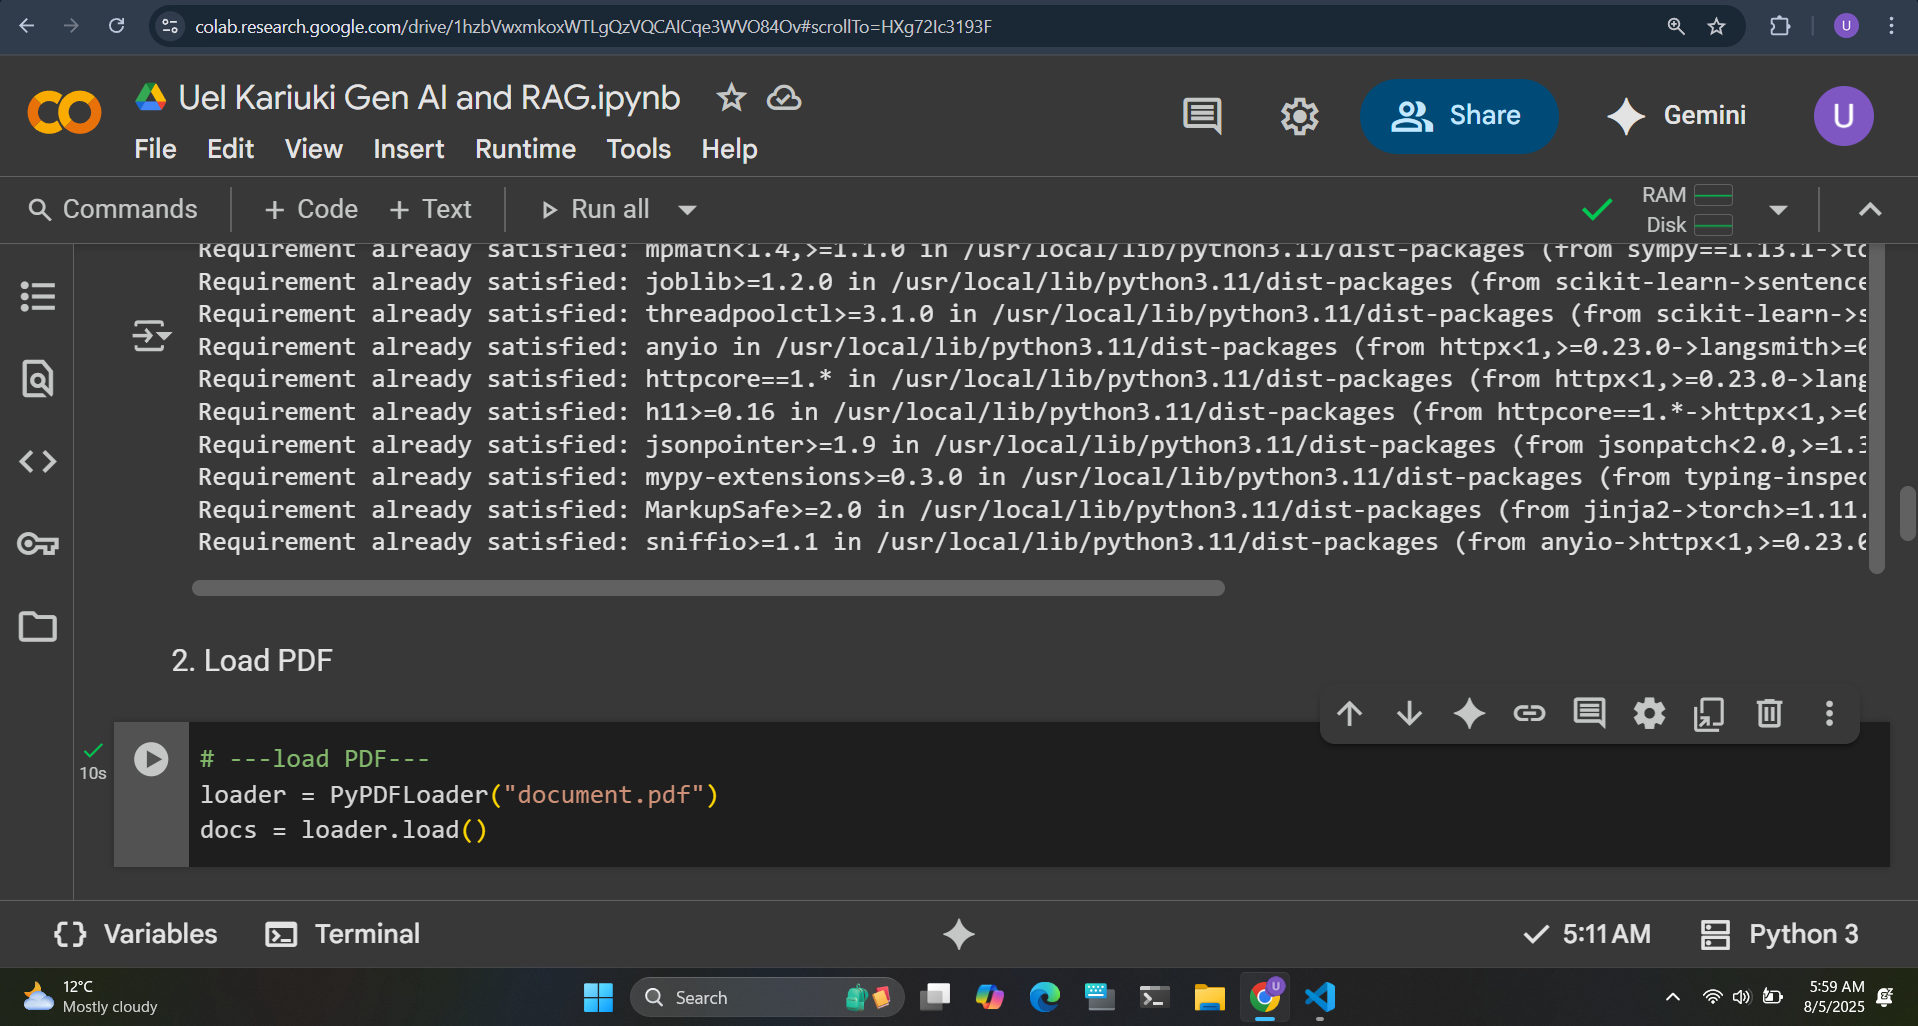 colab.research.google.com/drive/1hzbVwxmkoxWTLgQzVQCAICqe3WVO84Ov#scrollTo=HXg72Ic3193F
U
Uel Kariuki Gen AI and RAG.ipynb
File Edit View Insert Runtime Tools Help
Share
Gemini
U
Commands
+ Code + Text
Run all
RAM
Disk
Requirement already satisfied: mpmath<1.4,>=1.1.0 in /usr/local/lib/python3.11/dist-packages (from sympy==1.13.1->to
Requirement already satisfied: joblib>=1.2.0 in /usr/local/lib/python3.11/dist-packages (from scikit-learn->sentence
Requirement already satisfied: threadpoolctl>=3.1.0 in /usr/local/lib/python3.11/dist-packages (from scikit-learn->s
Requirement already satisfied: anyio in /usr/local/lib/python3.11/dist-packages (from httpx<1,>=0.23.0->langsmith>=0
Requirement already satisfied: httpcore==1.* in /usr/local/lib/python3.11/dist-packages (from httpx<1,>=0.23.0->lang
Requirement already satisfied: h11>=0.16 in /usr/local/lib/python3.11/dist-packages (from httpcore==1.*->httpx<1,>=0
Requirement already satisfied: jsonpointer>=1.9 in /usr/local/lib/python3.11/dist-packages (from jsonpatch<2.0,>=1.3
Requirement already satisfied: mypy-extensions>=0.3.0 in /usr/local/lib/python3.11/dist-packages (from typing-inspec
Requirement already satisfied: MarkupSafe>=2.0 in /usr/local/lib/python3.11/dist-packages (from jinja2->torch>=1.11.
Requirement already satisfied: sniffio>=1.1 in /usr/local/lib/python3.11/dist-packages (from anyio->httpx<1,>=0.23.0
2. Load PDF
10s
# ---load PDF---
loader = PyPDFLoader("document.pdf")
docs = loader.load()
Variables
Terminal
5:11 AM
Python 3
12°C
Mostly cloudy
Search
U
5:59 AM
8/5/2025